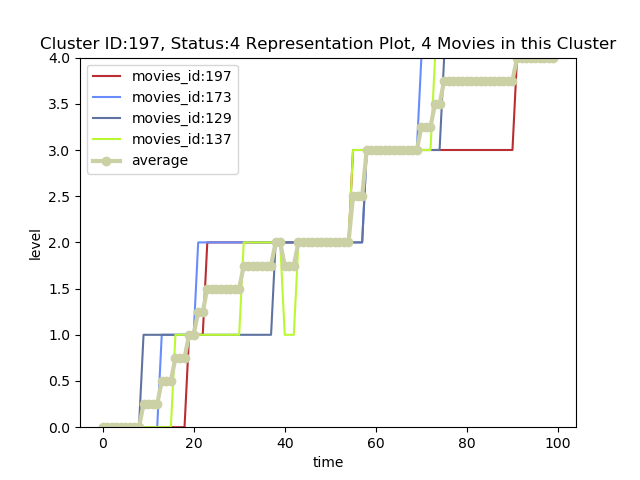 Cluster ID:197, Status:4 Representation Plot, 4 Movies in this Cluster
4.0
3.5
3.0
2.5
2.0
1.5
1.0
0.5
0.0
level
movies_id:197
movies_id:173
movies_id:129
movies_id:137
average
0 20 40 60 80 100
time